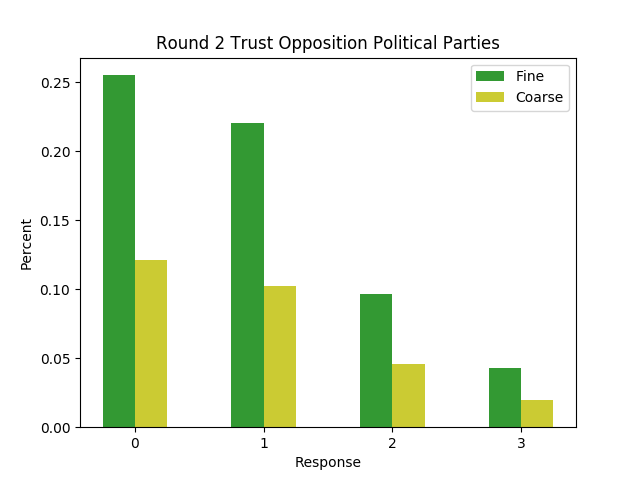 Round 2 Trust Opposition Political Parties
Fine
Coarse
0.25
0.20
0.15
0.10
0.05
0.00
Percent
0 1 2 3
Response